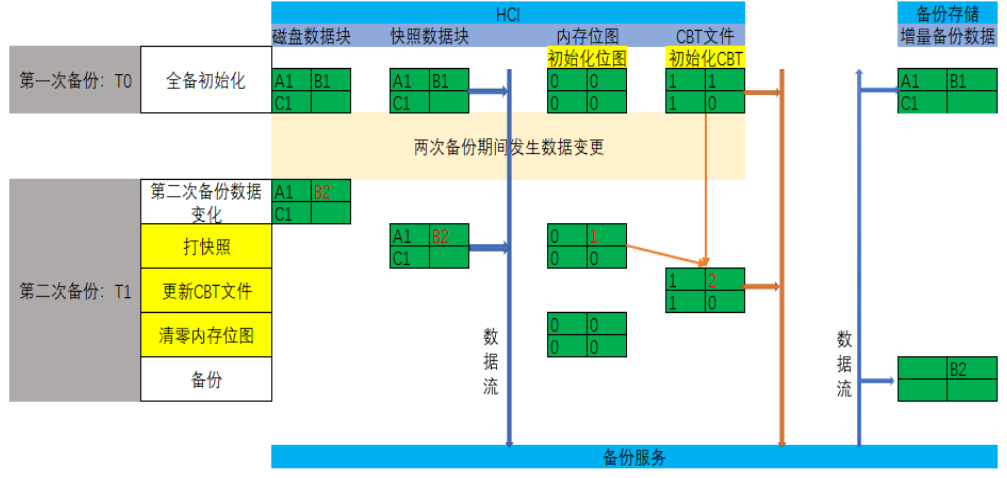 HCI
备份存储
磁盘数据块
快照数据块
内存位图
CBT文件
增量备份数据
初始化位图
初始化CBT
第一次备份：T0
全备初始化
A1 B1
C1
A1 B1
C1
0 0
0 0
1 1
1 0
A1 B1
C1
两次备份期间发生数据变更
第二次备份：T1
第二次备份数据
变化
A1 B2
C1
打快照
A1 B2
C1
0 1
0 0
更新CBT文件
1 2
1 0
清零内存位图
0 0
0 0
备份
B2
数
据
流
数
据
流
备份服务